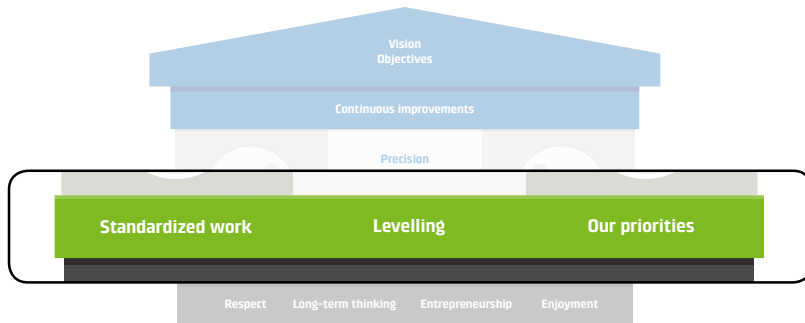 Vision
Objectives
Continuous improvements
Precision
Standardized work Levelling Our priorities
Respect Long-term thinking Entrepreneurship Enjoyment